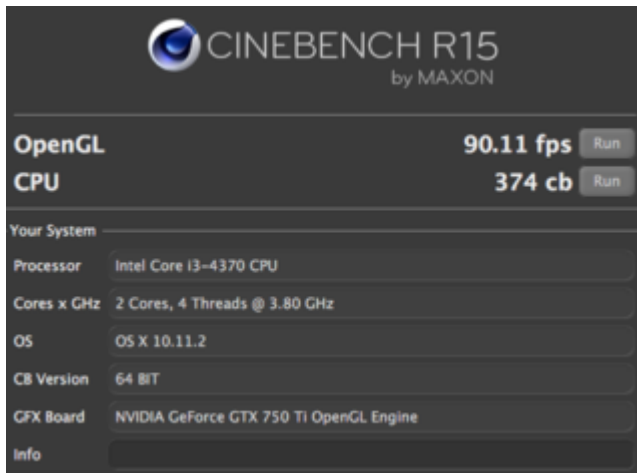 CINEBENCH R15
by MAXON
OpenGL 90.11 fps Run
CPU 374 cb Run
Your System
Processor Intel Core i3-4370 CPU
Cores x GHz 2 Cores, 4 Threads @ 3.80 GHz
OS OS X 10.11.2
CB Version 64 BIT
GFX Board NVIDIA GeForce GTX 750 Ti OpenGL Engine
Info